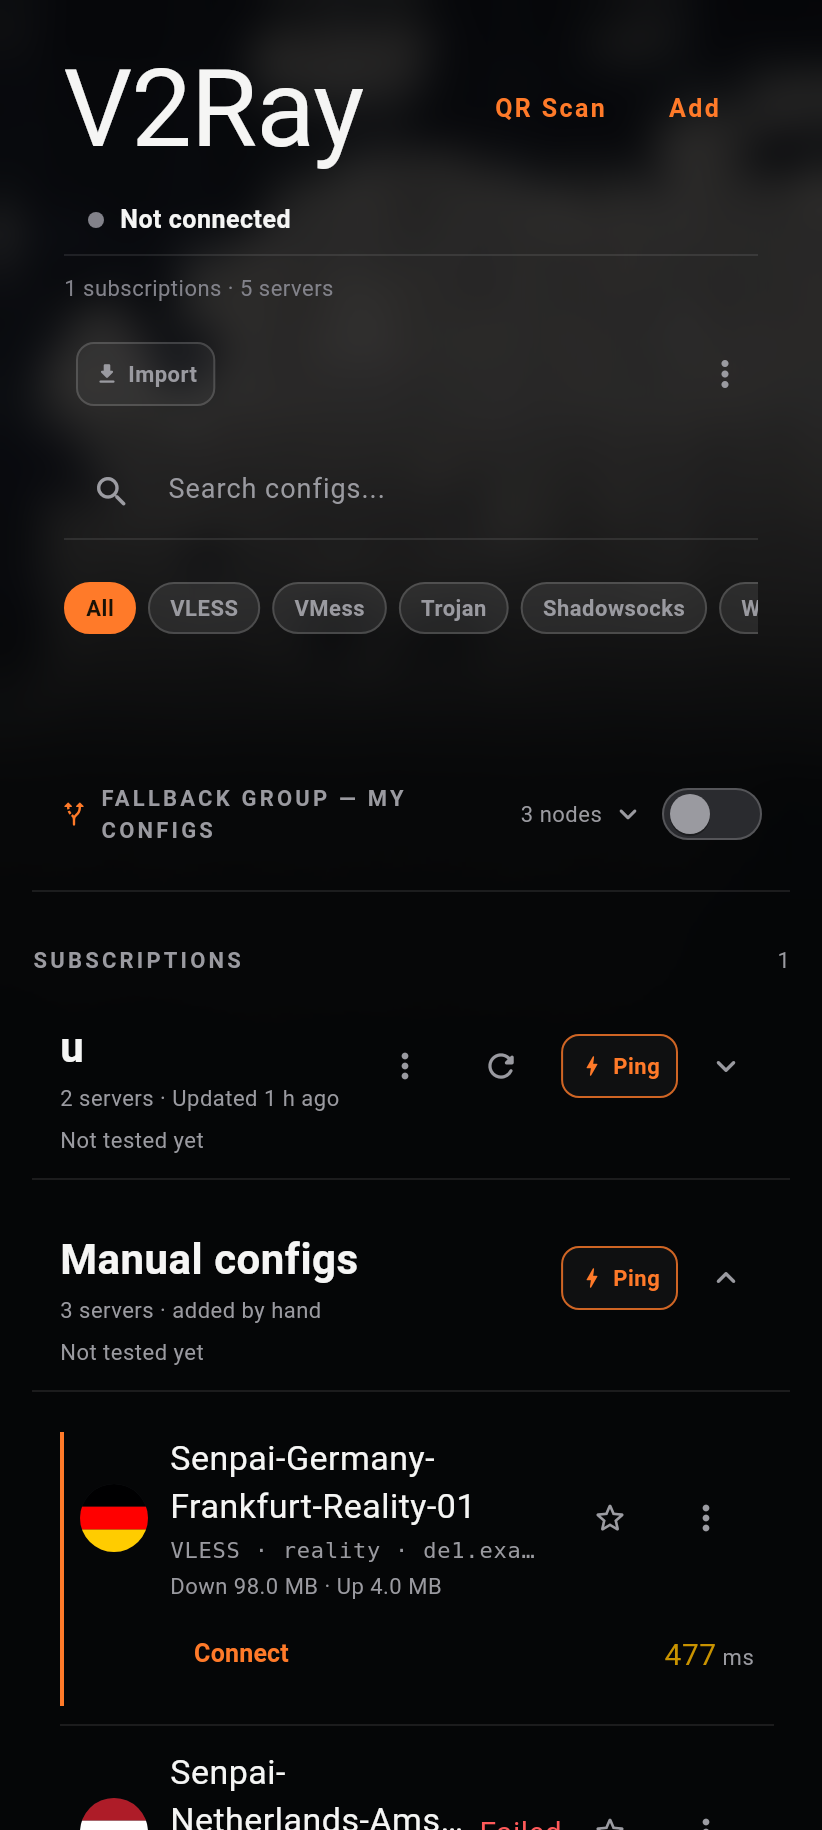 V2Ray
QR Scan
Add
Not connected
1 subscriptions · 5 servers
Import
Search configs...
All
VLESS
VMess
Trojan
Shadowsocks
W
FALLBACK GROUP — MY
CONFIGS
3 nodes
SUBSCRIPTIONS
1
u
2 servers · Updated 1 h ago
Not tested yet
Ping
Manual configs
3 servers · added by hand
Not tested yet
Ping
Senpai-Germany-
Frankfurt-Reality-01
VLESS · reality · de1.exa…
Down 98.0 MB · Up 4.0 MB
Connect
477 ms
Senpai-
Netherlands-Ams…
Failed